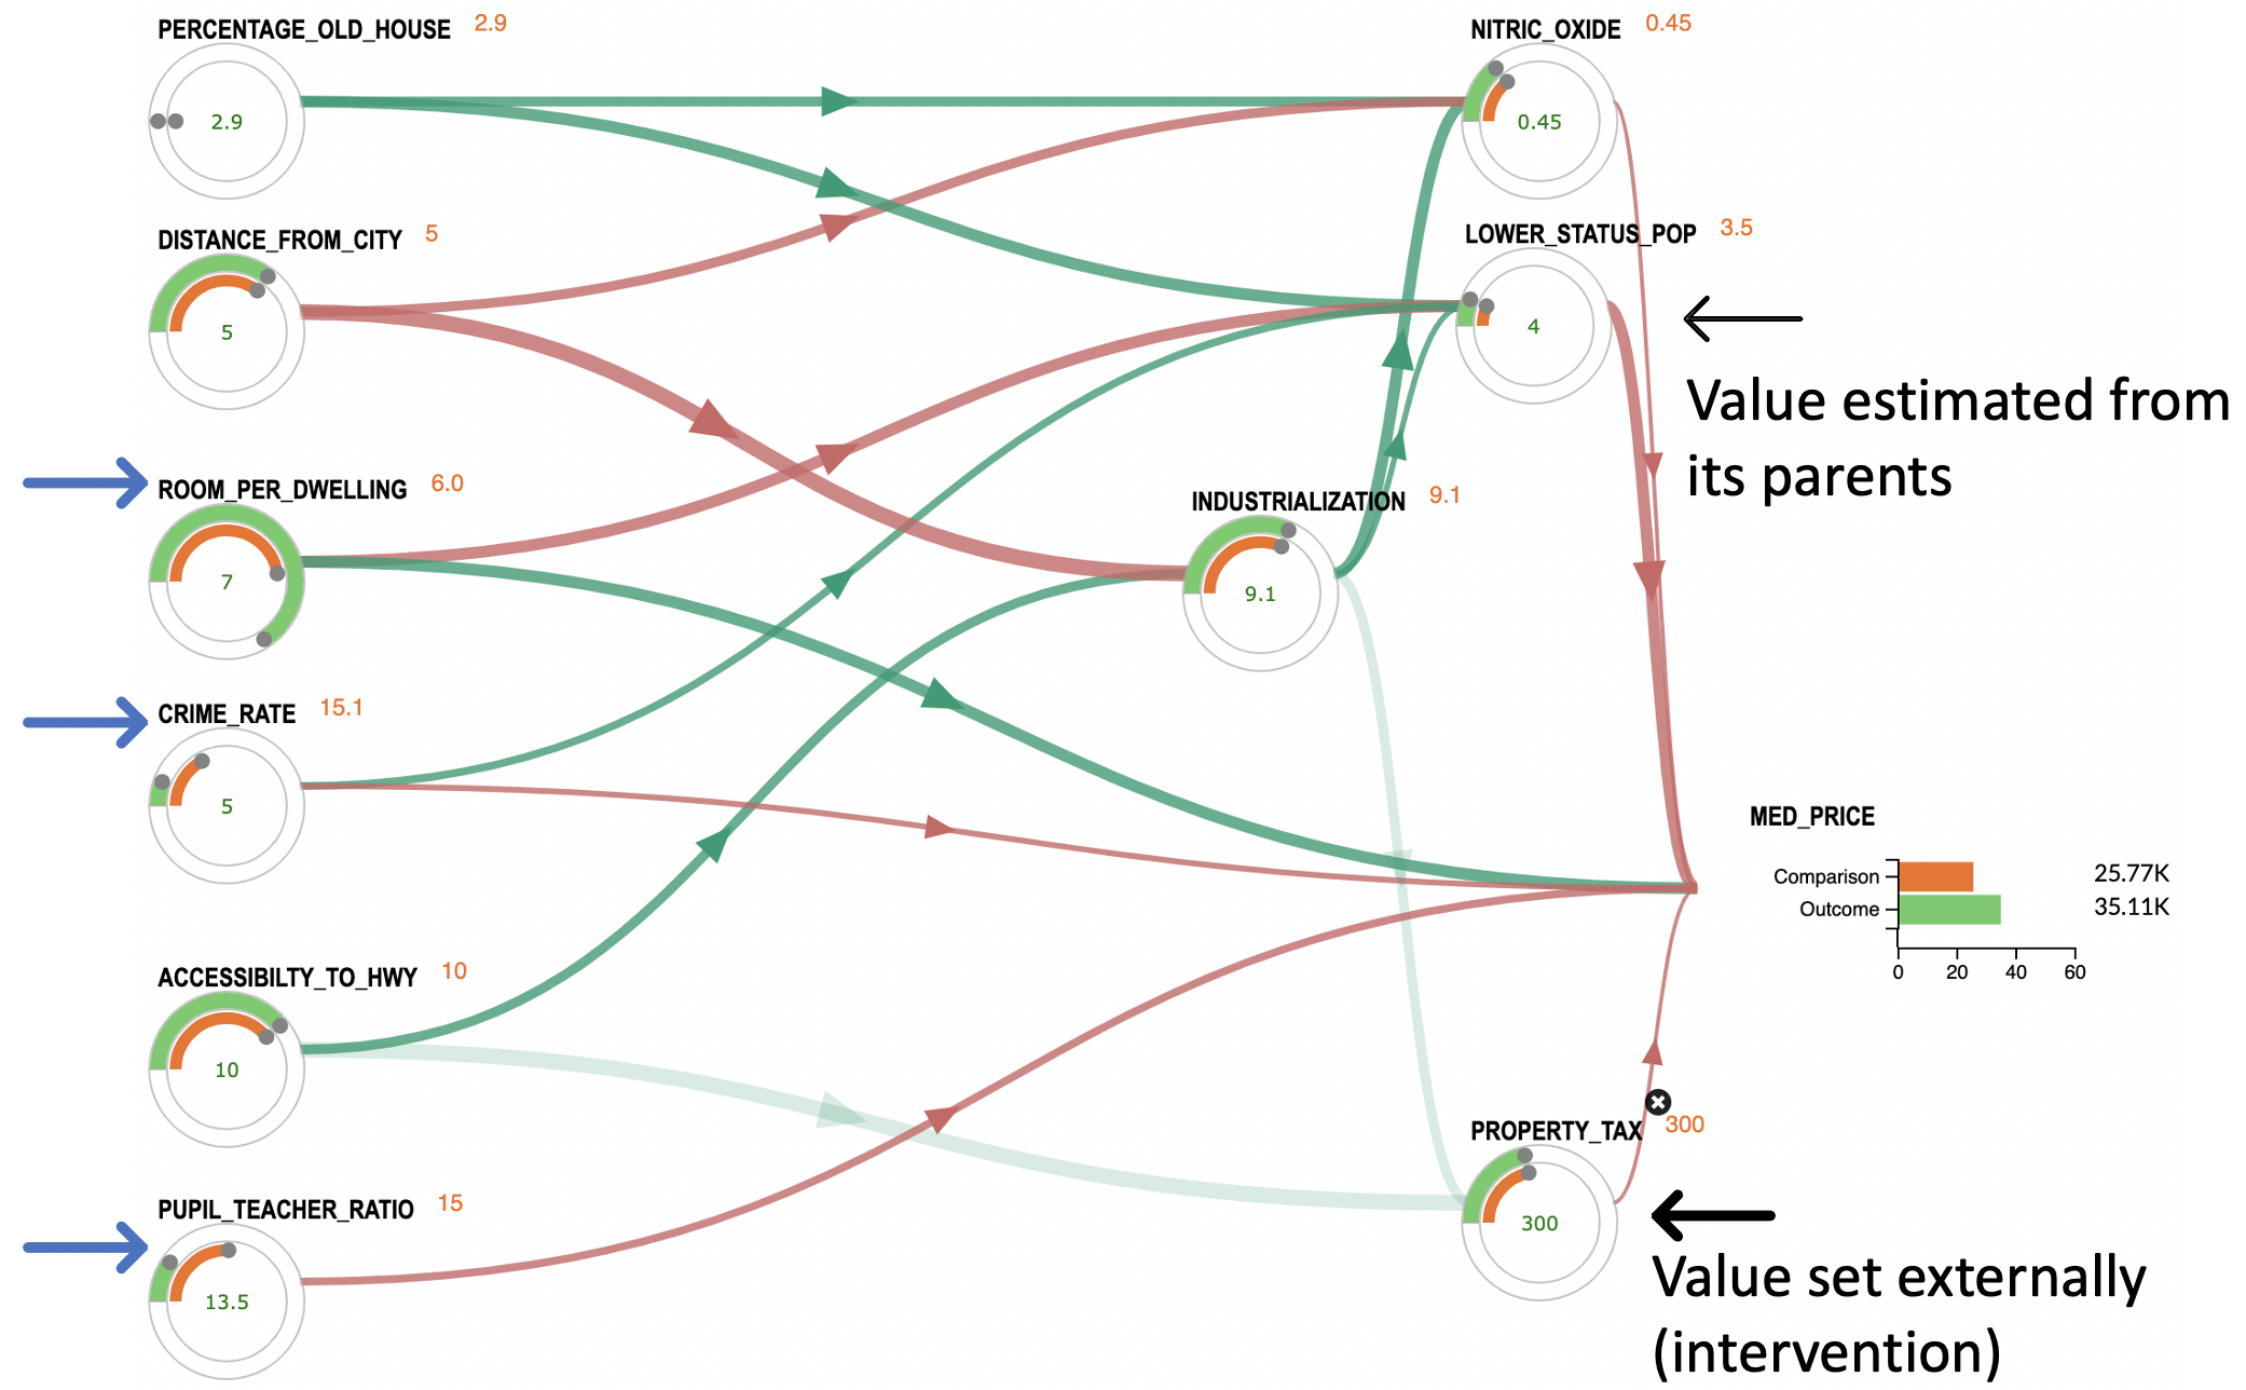 PERCENTAGE_OLD_HOUSE 2.9
2.9
NITRIC_OXIDE 0.45
0.45
DISTANCE_FROM_CITY 5
5
LOWER_STATUS_POP 3.5
4
Value estimated from
its parents
ROOM_PER_DWELLING 6.0
7
INDUSTRIALIZATION 9.1
9.1
CRIME_RATE 15.1
5
MED_PRICE
Comparison 25.77K
Outcome 35.11K
0 20 40 60
ACCESSIBILTY_TO_HWY 10
10
PROPERTY_TAX 300
300
Value set externally
(intervention)
PUPIL_TEACHER_RATIO 15
13.5